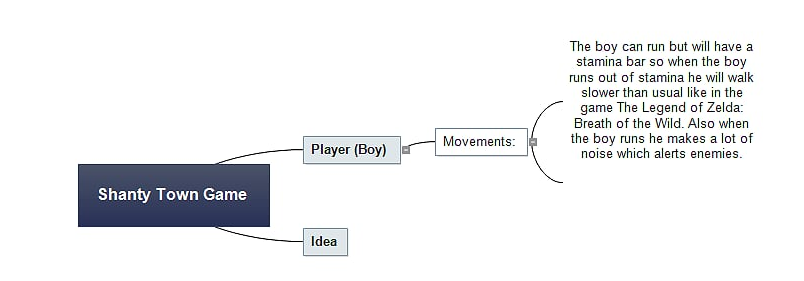 The boy can run but will have a
stamina bar so when the boy
runs out of stamina he will walk
slower than usual like in the
game The Legend of Zelda:
Breath of the Wild. Also when
the boy runs he makes a lot of
noise which alerts enemies.
Movements:
Player (Boy)
Shanty Town Game
Idea